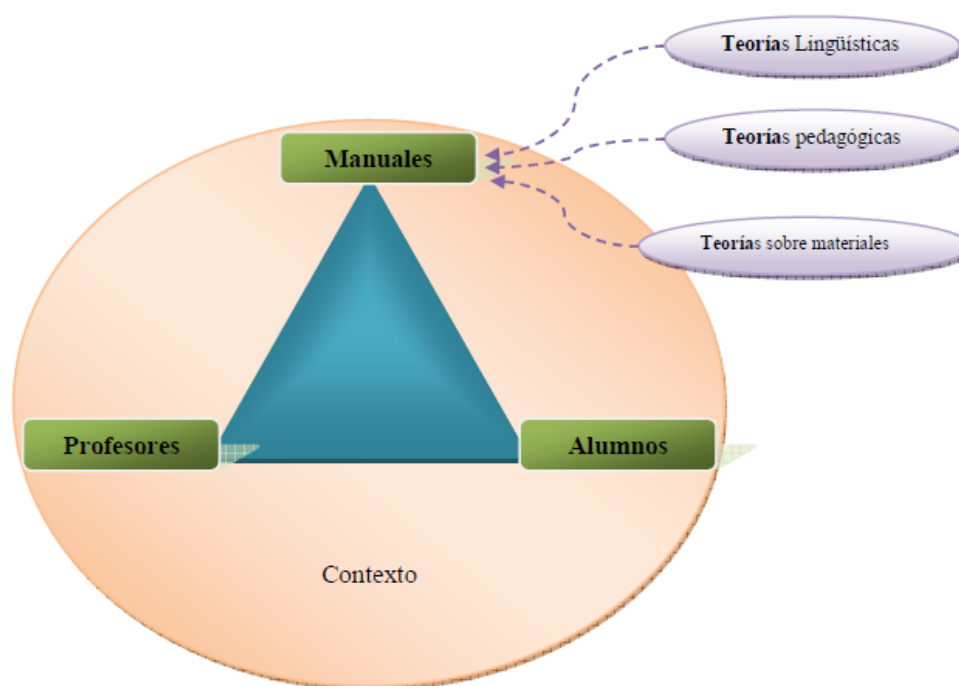 Teorías Lingüísticas
Teorías pedagógicas
Manuales
Teorías sobre materiales
Profesores
Alumnos
Contexto